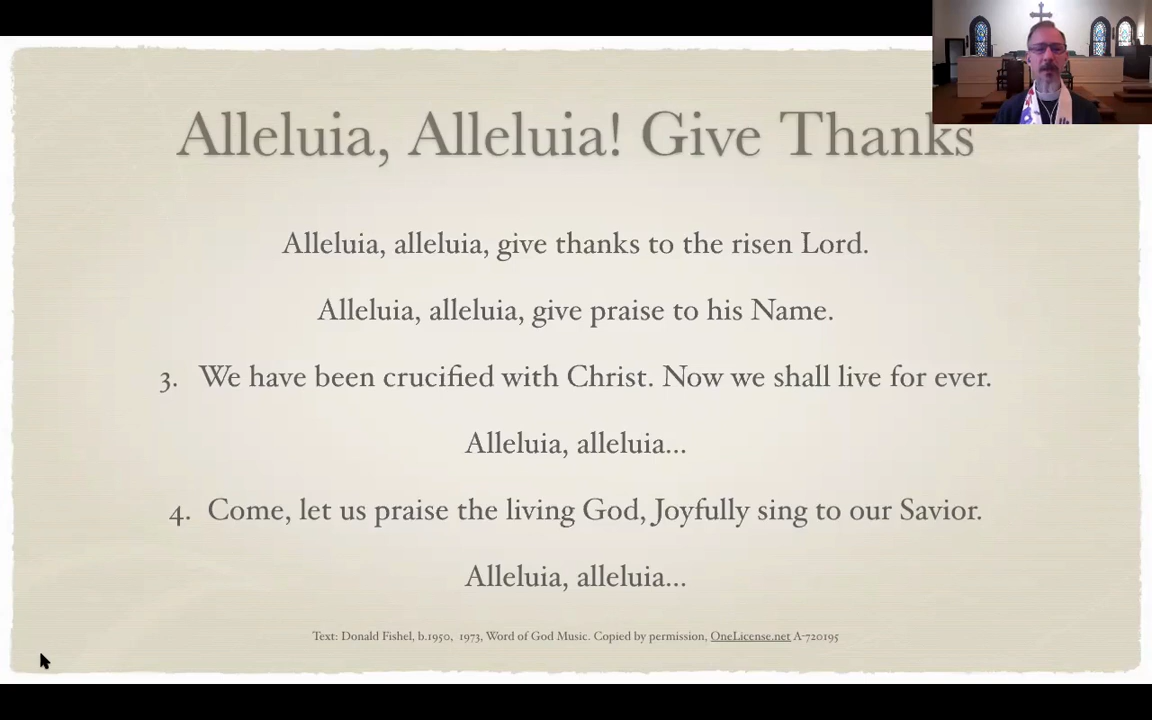 Alleluia, Alleluia! Give Thanks
Alleluia, alleluia, give thanks to the risen Lord.
Alleluia, alleluia, give praise to his Name.
3. We have been crucified with Christ. Now we shall live for ever.
Alleluia, alleluia...
4. Come, let us praise the living God, Joyfully sing to our Savior.
Alleluia, alleluia...
Text: Donald Fishel, b.1950, 1973, Word of God Music. Copied by permission, OneLicense.net A-720195